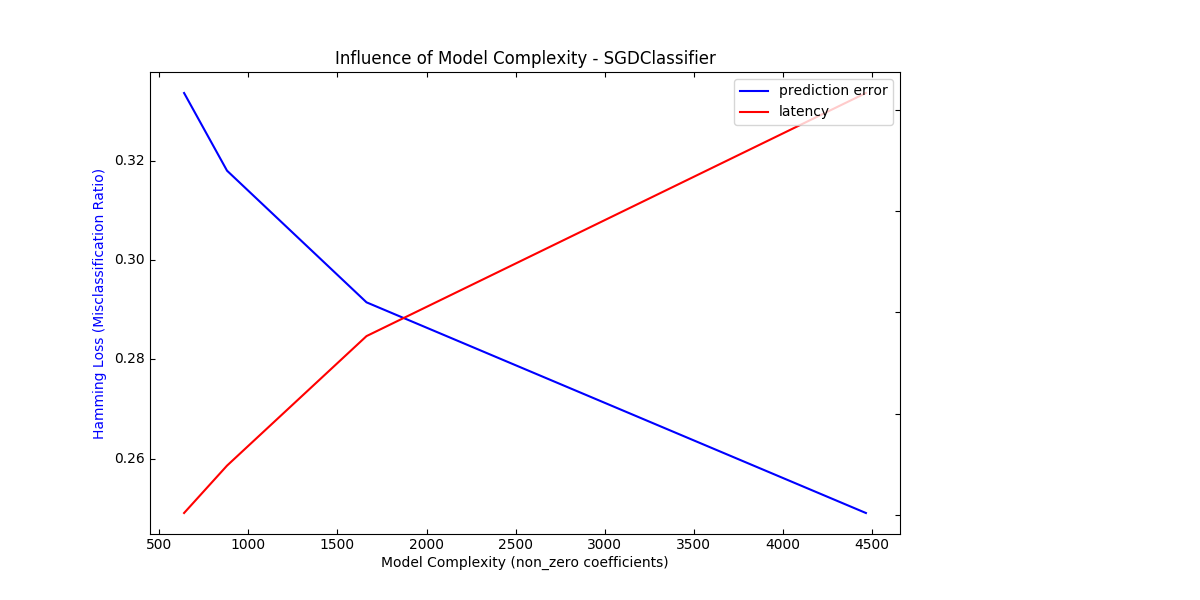 Influence of Model Complexity - SGDClassifier
prediction error
latency
Hamming Loss (Misclassification Ratio)
0.32
0.30
0.28
0.26
500 1000 1500 2000 2500 3000 3500 4000 4500
Model Complexity (non_zero coefficients)